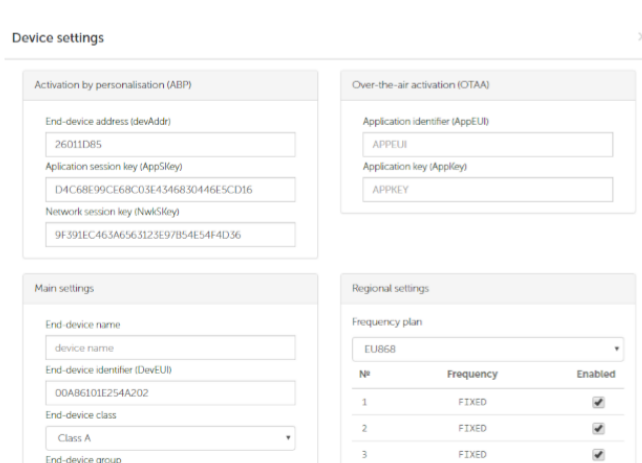 Device settings
Activation by personalisation (ABP)
End-device address (devAddr)
26011D85
Aplication session key (AppSKey)
D4C68E99CE68C03E4346830446E5CD16
Network session key (NwkSKey)
9F391EC463A6563123E97B54E54F4D36
Over-the-air activation (OTAA)
Application identifier (AppEUI)
APPEUI
Application key (AppKey)
APPKEY
Main settings
End-device name
device name
End-device identifier (DevEUI)
00A86101E254A202
End-device class
Class A
End-device group
Regional settings
Frequency plan
EU868
№ Frequency Enabled
1 FIXED
2 FIXED
3 FIXED